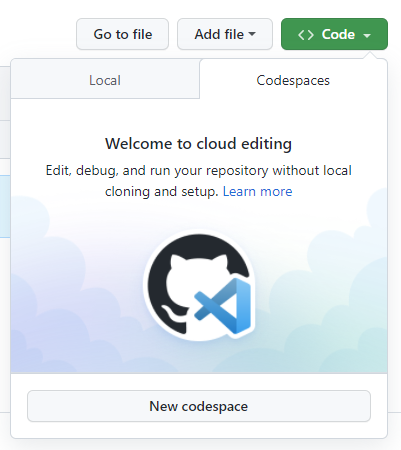 Go to file Add file <> Code
Local Codespaces
Welcome to cloud editing
Edit, debug, and run your repository without local
cloning and setup. Learn more
New codespace